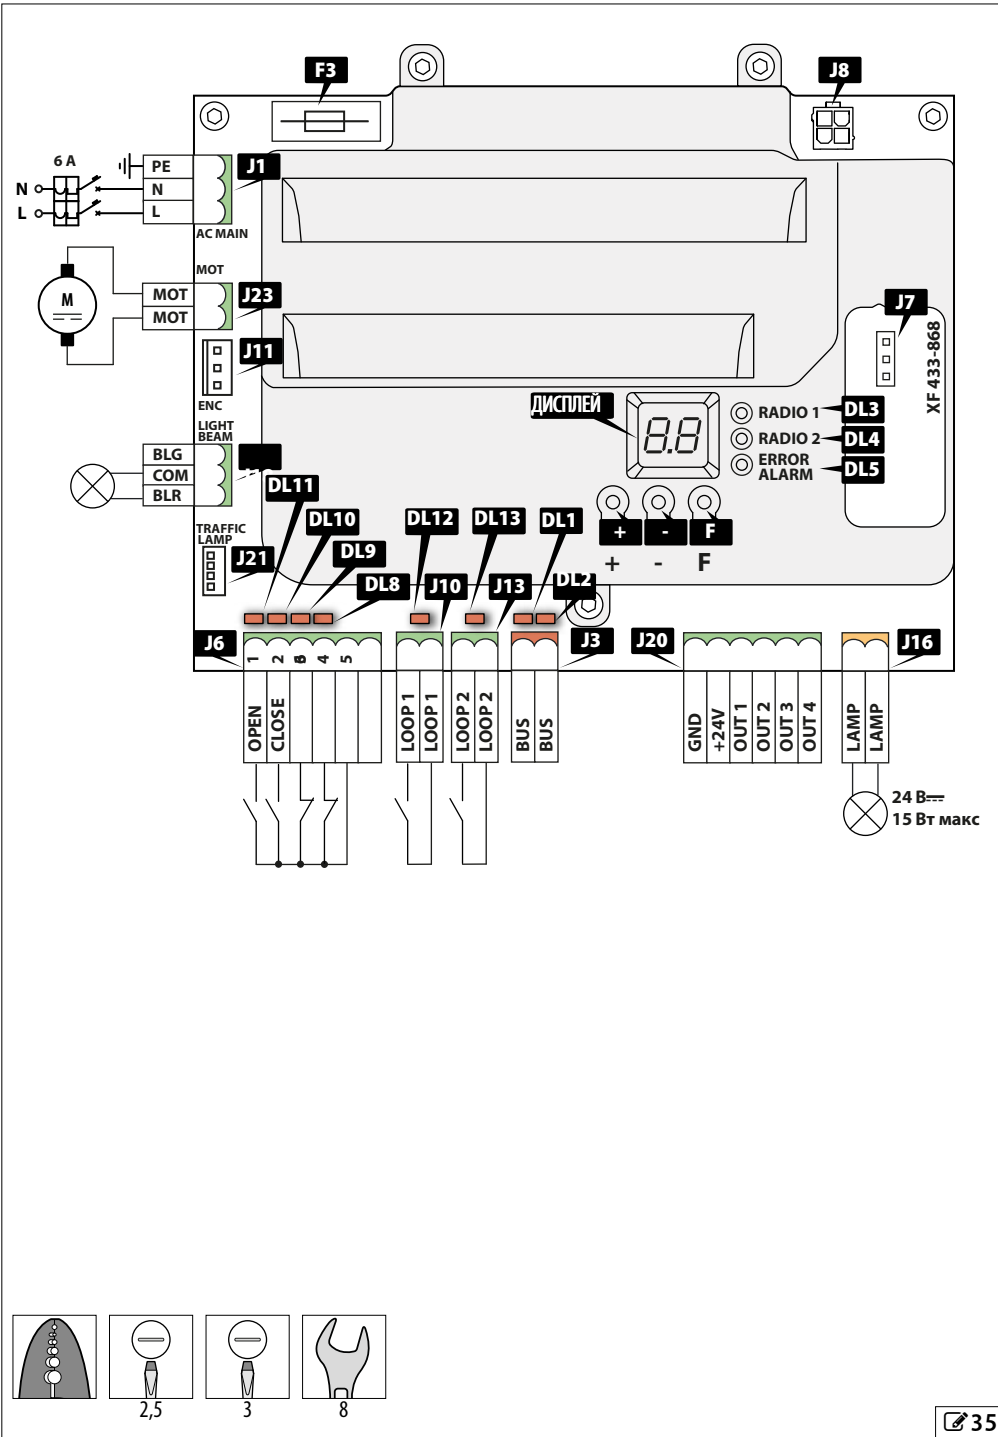 F3
J8
6 A
PE
J1
N
N
L
L
AC MAIN
MOT
MOT
J23
M
MOT
J7
J11
XF 433-868
ENC
ДИСПЛЕЙ
8.8
RADIO 1
DL3
RADIO 2
DL4
ERROR
ALARM
DL5
LIGHT
BEAM
BLG
COM
BLR
DL11
DL10
DL12
DL13
DL1
+
-
F
+
-
F
TRAFFIC
LAMP
J21
DL9
DL8
J10
J13
DL2
J6
J3
J20
J16
1
2
4
5
OPEN
CLOSE
LOOP 1
LOOP 1
LOOP 2
LOOP 2
BUS
BUS
GND
+24V
OUT 1
OUT 2
OUT 3
OUT 4
LAMP
LAMP
24 В
15 Вт макс
2,5
3
8
35